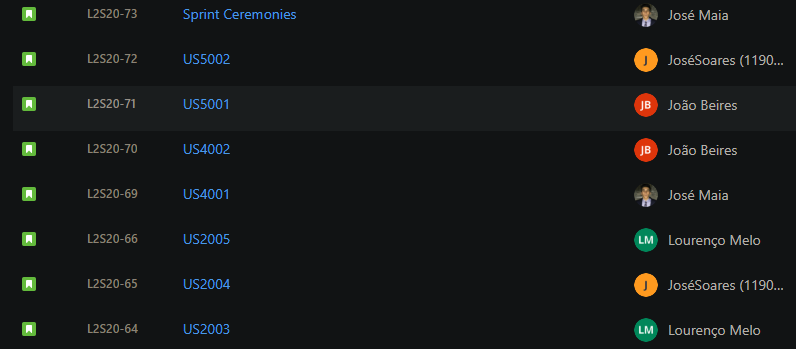 L2S20-73 Sprint Ceremonies José Maia
L2S20-72 US5002 J JoséSoares (1190...
L2S20-71 US5001 JB João Beires
L2S20-70 US4002 JB João Beires
L2S20-69 US4001 José Maia
L2S20-66 US2005 LM Lourenço Melo
L2S20-65 US2004 J JoséSoares (1190...
L2S20-64 US2003 LM Lourenço Melo